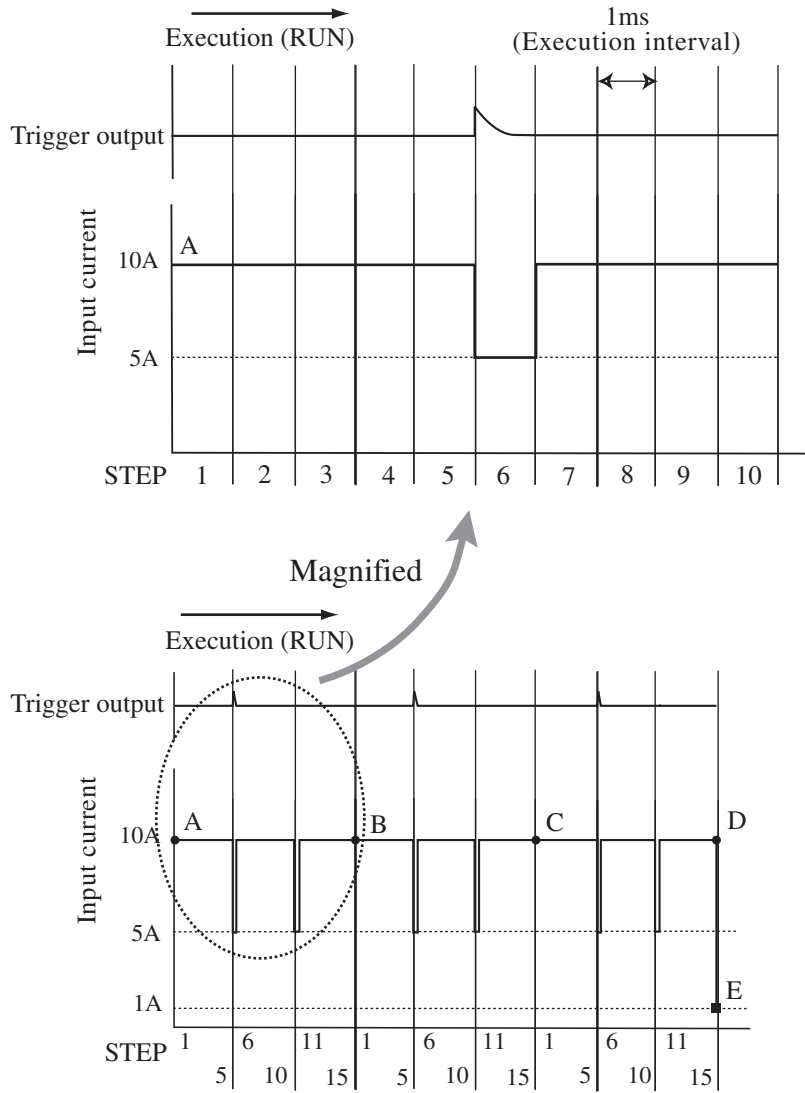 Execution (RUN)
1ms
(Execution interval)
Trigger output
Input current
A
10A
5A
STEP 1 2 3 4 5 6 7 8 9 10
Magnified
Execution (RUN)
Trigger output
Input current
10A A B C D
5A
1A E
STEP 1 6 11 1 6 11 1 6 11
5 10 15 5 10 15 5 10 15